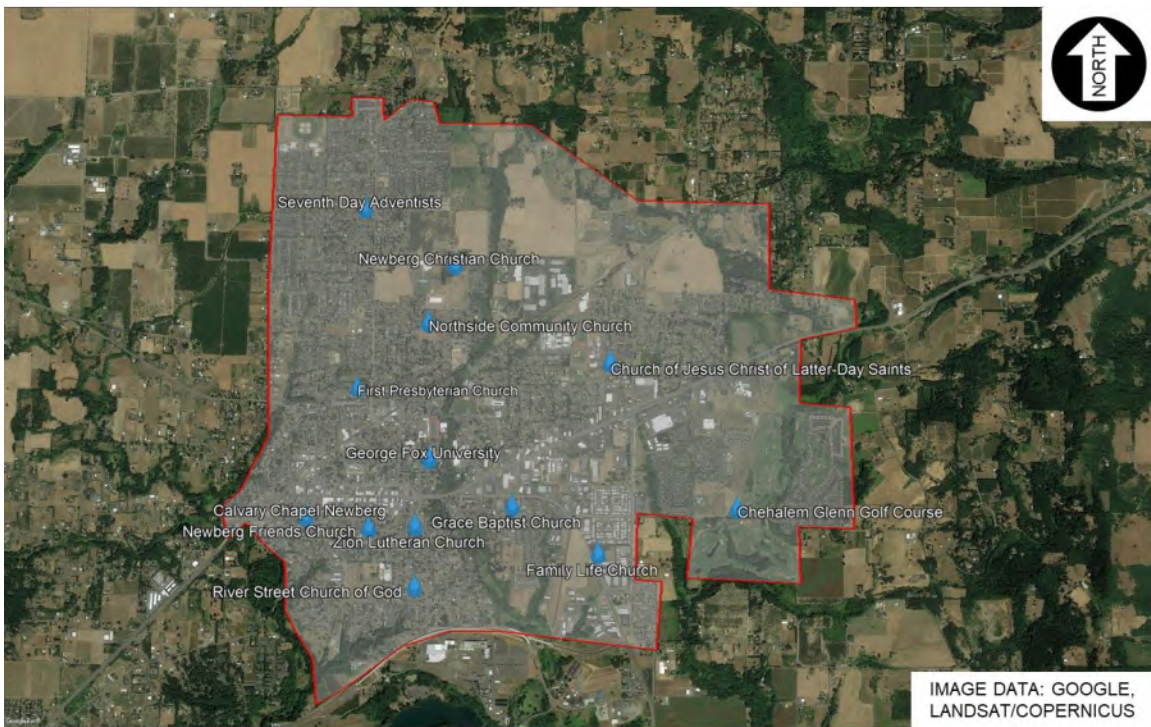 NORTH
Seventh Day Adventists
Newberg Christian Church
Northside Community Church
Church of Jesus Christ of Latter-Day Saints
First Presbyterian Church
George Fox University
Calvary Chapel Newberg
Chehalem Glenn Golf Course
Newberg Friends Church
Grace Baptist Church
Zion Lutheran Church
Family Life Church
River Street Church of God
IMAGE DATA: GOOGLE,
LANDSAT/COPERNICUS